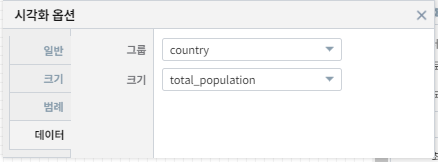 시각화 옵션
일반
크기
범례
데이터
그룹 country
크기 total_population